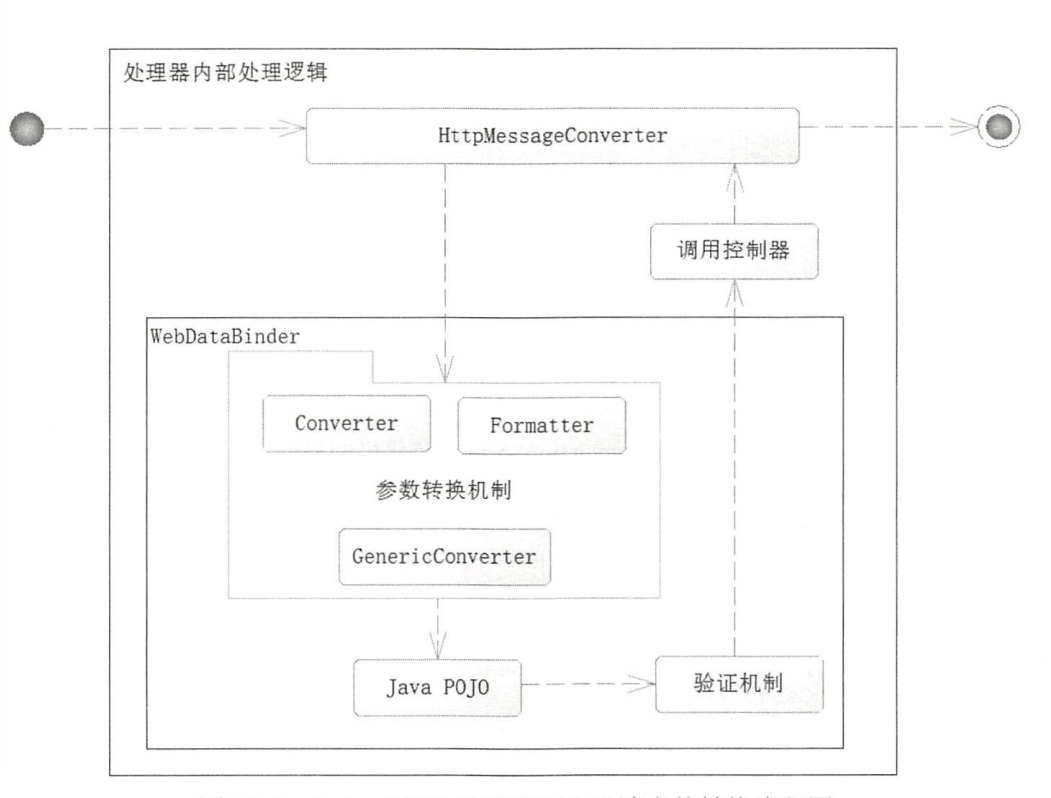 处理器内部处理逻辑
HttpMessageConverter
调用控制器
WebDataBinder
Converter
Formatter
参数转换机制
GenericConverter
Java POJO
验证机制